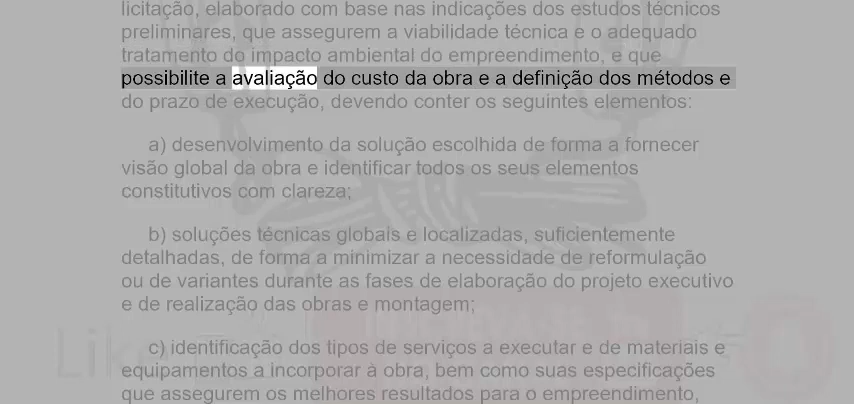 licitação, elaborado com base nas indicações dos estudos técnicos
preliminares, que assegurem a viabilidade técnica e o adequado
tratamento do impacto ambiental do empreendimento, e que
possibilite a avaliação do custo da obra e a definição dos métodos e
do prazo de execução, devendo conter os seguintes elementos:
a) desenvolvimento da solução escolhida de forma a fornecer
visão global da obra e identificar todos os seus elementos
constitutivos com clareza;
b) soluções técnicas globais e localizadas, suficientemente
detalhadas, de forma a minimizar a necessidade de reformulação
ou de variantes durante as fases de elaboração do projeto executivo
e de realização das obras e montagem;
c) identificação dos tipos de serviços a executar e de materiais e
equipamentos a incorporar à obra, bem como suas especificações
que assegurem os melhores resultados para o empreendimento,